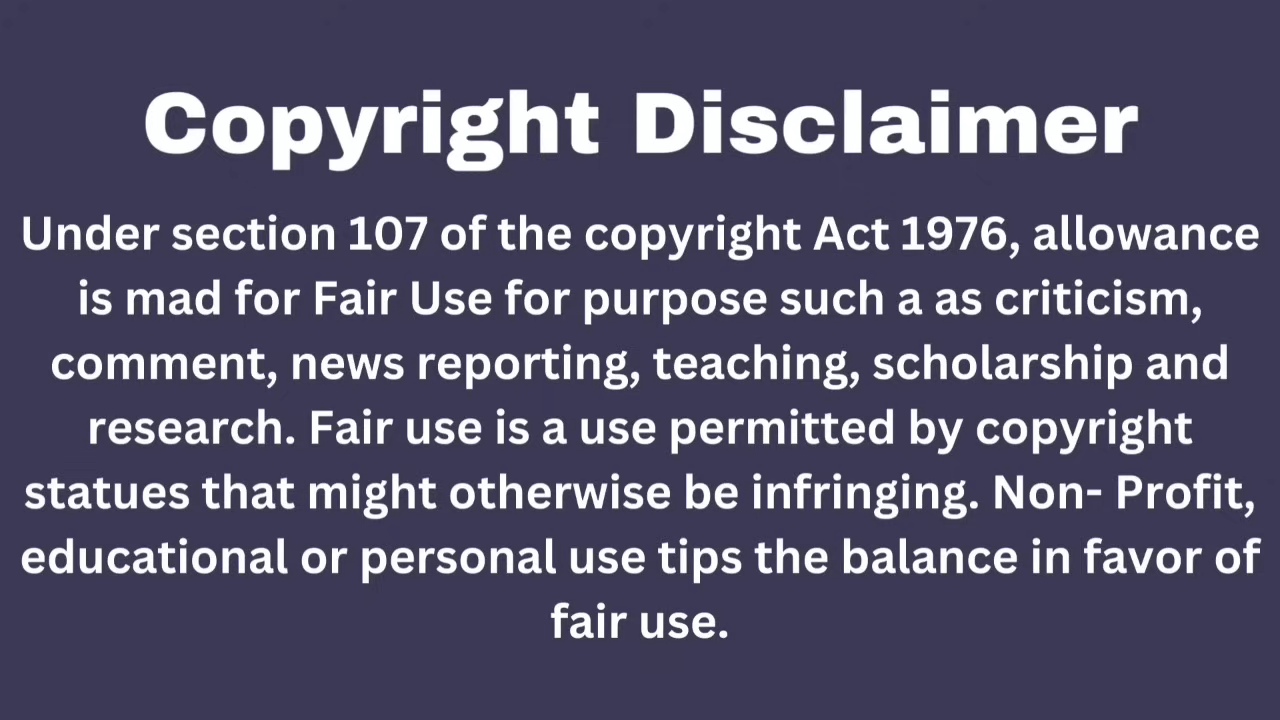 Copyright Disclaimer
Under section 107 of the copyright Act 1976, allowance
is mad for Fair Use for purpose such a as criticism,
comment, news reporting, teaching, scholarship and
research. Fair use is a use permitted by copyright
statues that might otherwise be infringing. Non- Profit,
educational or personal use tips the balance in favor of
fair use.